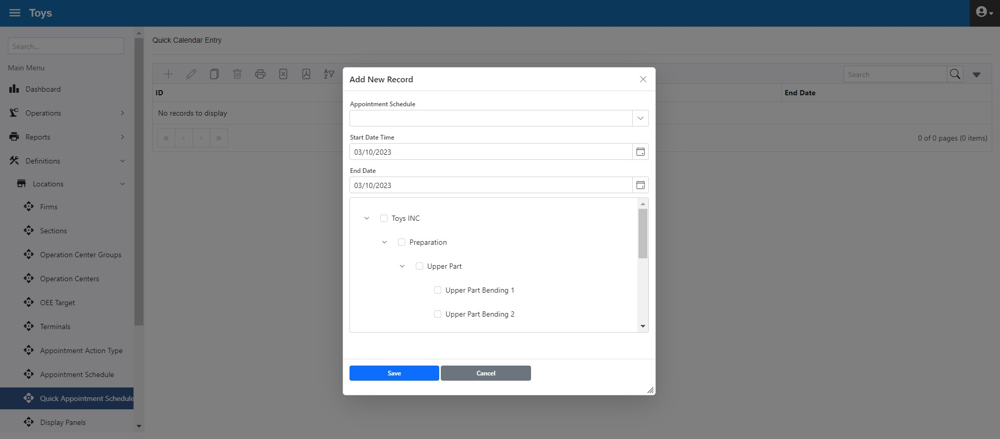 Toys
Search...
Main Menu
Dashboard
Operations
Reports
Definitions
Locations
Firms
Sections
Operation Center Groups
Operation Centers
OEE Target
Terminals
Appointment Action Type
Appointment Schedule
Quick Appointment Schedule
Display Panels
Quick Calendar Entry
Search
ID
End Date
No records to display
0 of 0 pages (0 items)
Add New Record
Appointment Schedule
Start Date Time
03/10/2023
End Date
03/10/2023
Toys INC
Preparation
Upper Part
Upper Part Bending 1
Upper Part Bending 2
Save
Cancel